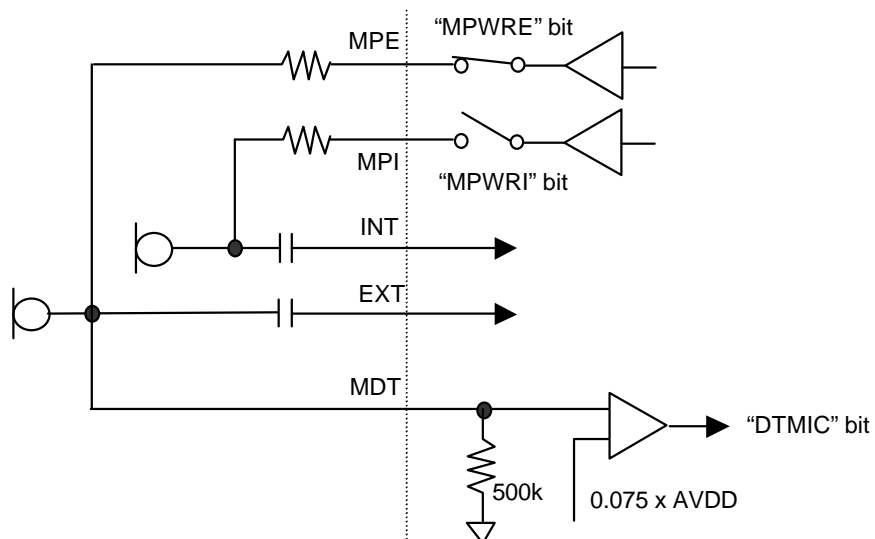 MPE
“MPWRE” bit
MPI
“MPWRI” bit
INT
EXT
MDT
“DTMIC” bit
500k
0.075 x AVDD